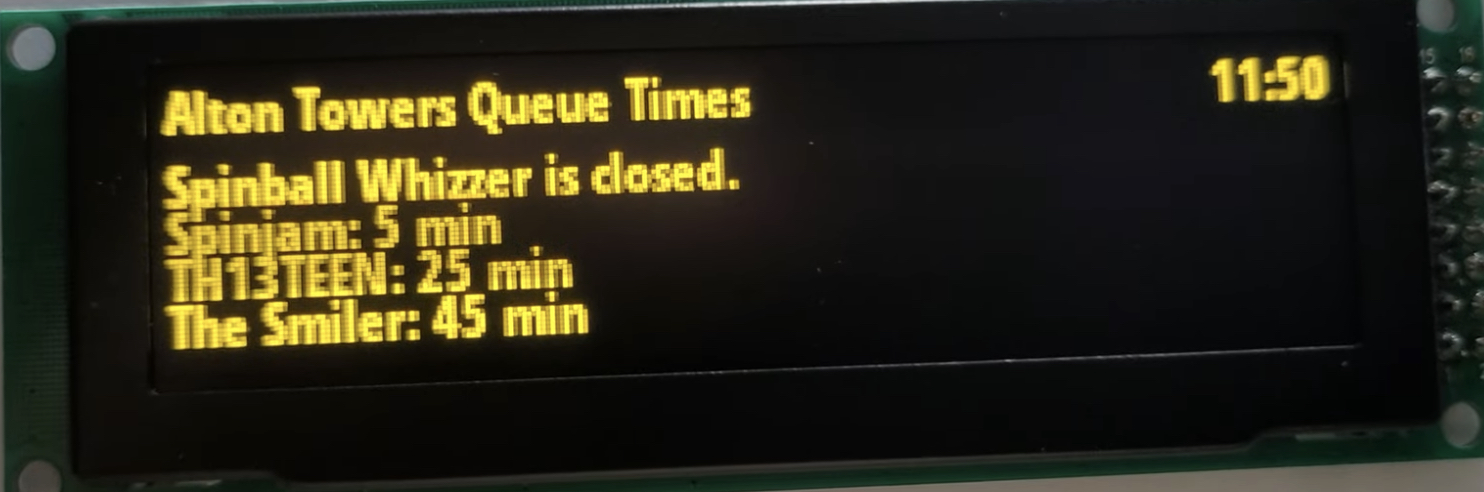 Alton Towers Queue Times 11:50
Spinball Whizzer is closed.
Spinjam: 5 min
TH13TEEN: 25 min
The Smiler: 45 min